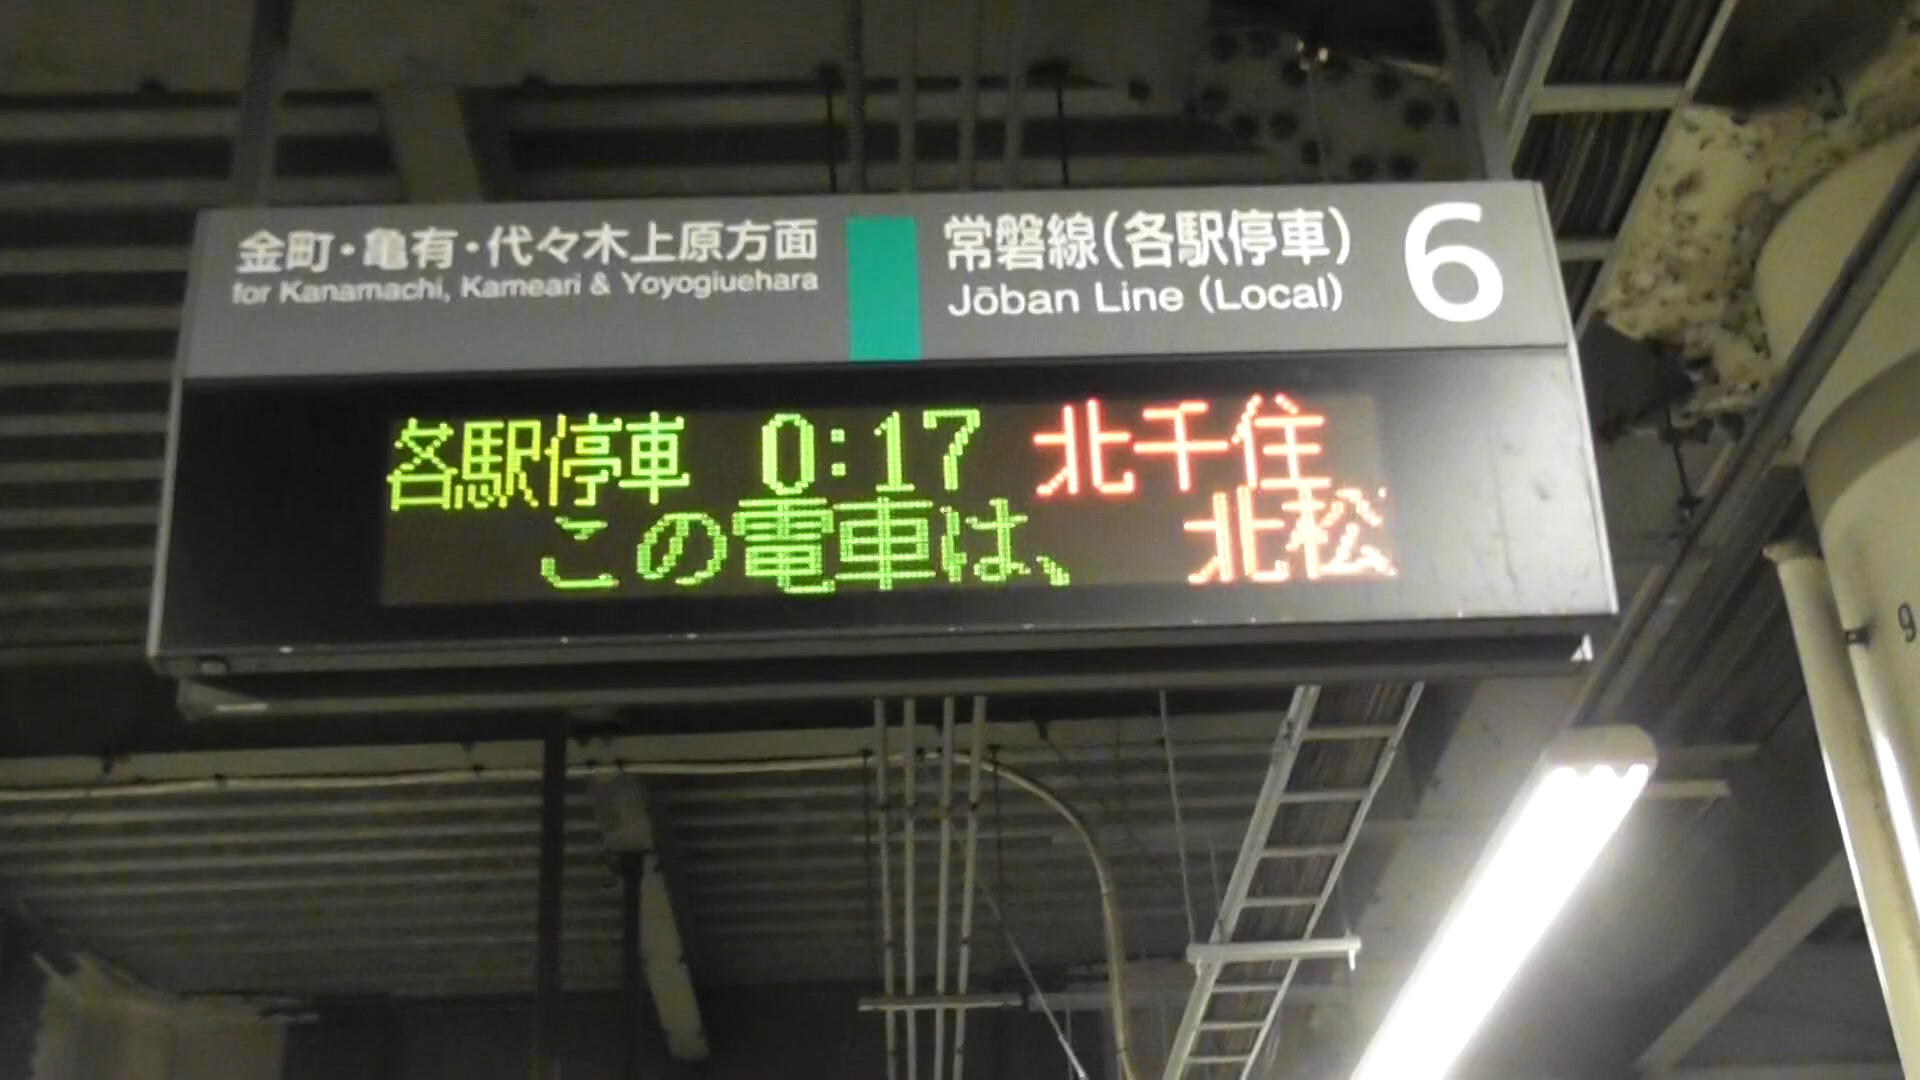 金町・亀有・代々木上原方面
for Kanamachi, Kameari & Yoyogiuehara
常磐線(各駅停車)
Jōban Line (Local)
6
各駅停車 0:17 北千住
この電車は、 北松
9